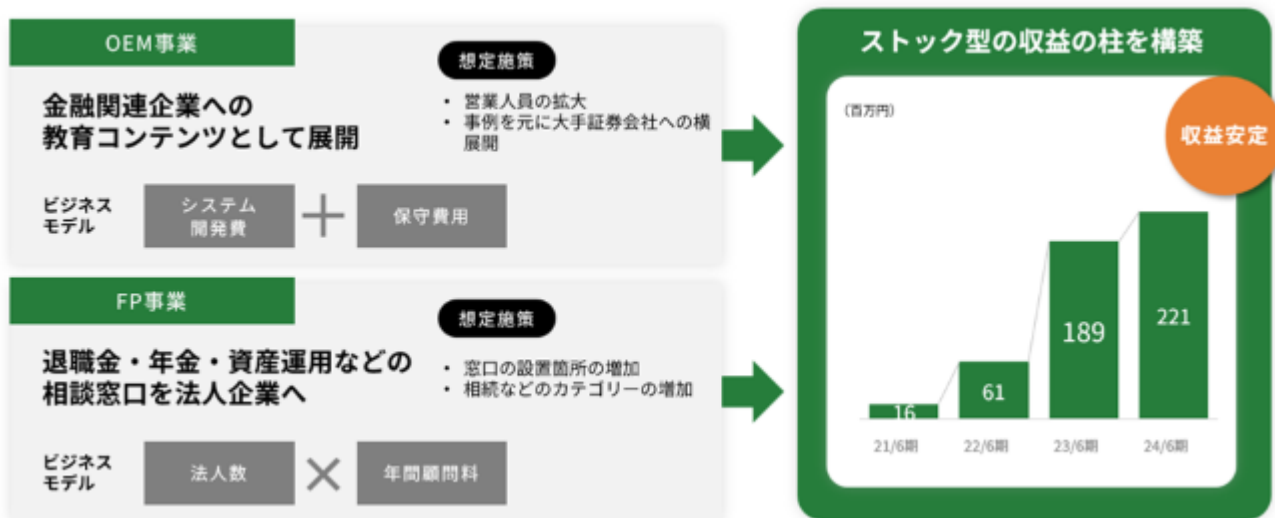 OEM事業
金融関連企業への
教育コンテンツとして展開
想定施策
• 営業人員の拡大
• 事例を元に大手証券会社への横
展開
ビジネス
モデル
システム
開発費
＋
保守費用
FP事業
退職金・年金・資産運用などの
相談窓口を法人企業へ
想定施策
• 窓口の設置箇所の増加
• 相続などのカテゴリーの増加
ビジネス
モデル
法人数
×
年間顧問料
ストック型の収益の柱を構築
（百万円）
収益安定
16
61
189
221
21/6期
22/6期
23/6期
24/6期